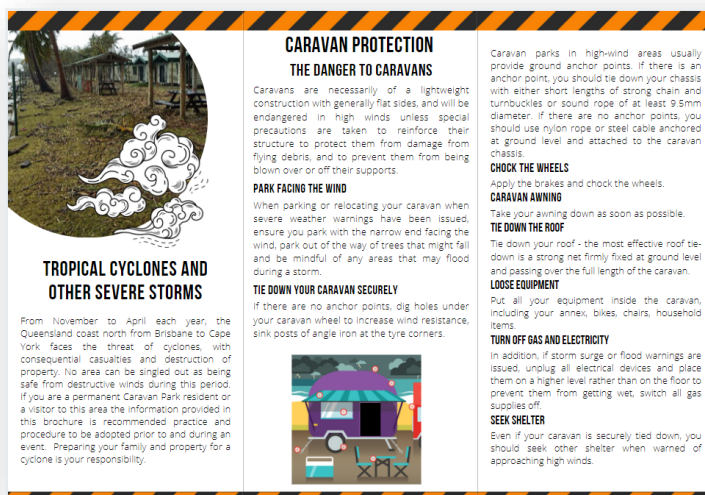 TROPICAL CYCLONES AND
OTHER SEVERE STORMS
From November to April each year, the
Queensland coast north from Brisbane to Cape
York faces the threat of cyclones, with
consequential casualties and destruction of
property. No area can be singled out as being
safe from destructive winds during this period.
If you are a permanent Caravan Park resident or
a visitor to this area the information provided in
this brochure is recommended practice and
procedure to be adopted prior to and during an
event. Preparing your family and property for a
cyclone is your responsibility.
CARAVAN PROTECTION
THE DANGER TO CARAVANS
Caravans are necessarily of a lightweight
construction with generally flat sides, and will be
endangered in high winds unless special
precautions are taken to reinforce their
structure to protect them from damage from
flying debris, and to prevent them from being
blown over or off their supports.
PARK FACING THE WIND
When parking or relocating your caravan when
severe weather warnings have been issued,
ensure you park with the narrow end facing the
wind, park out of the way of trees that might fall
and be mindful of any areas that may flood
during a storm.
TIE DOWN YOUR CARAVAN SECURELY
If there are no anchor points, dig holes under
your caravan wheel to increase wind resistance,
sink posts of angle iron at the tyre corners.
Caravan parks in high-wind areas usually
provide ground anchor points. If there is an
anchor point, you should tie down your chassis
with either short lengths of strong chain and
turnbuckles or sound rope of at least 9.5mm
diameter. If there are no anchor points, you
should use nylon rope or steel cable anchored
at ground level and attached to the caravan
chassis.
CHOCK THE WHEELS
Apply the brakes and chock the wheels.
CARAVAN AWNING
Take your awning down as soon as possible.
TIE DOWN THE ROOF
Tie down your roof - the most effective roof tie-
down is a strong net firmly fixed at ground level
and passing over the full length of the caravan.
LOOSE EQUIPMENT
Put all your equipment inside the caravan,
including your annex, bikes, chairs, household
items.
TURN OFF GAS AND ELECTRICITY
In addition, if storm surge or flood warnings are
issued, unplug all electrical devices and place
them on a higher level rather than on the floor to
prevent them from getting wet, switch all gas
supplies off.
SEEK SHELTER
Even if your caravan is securely tied down, you
should seek other shelter when warned of
approaching high winds.